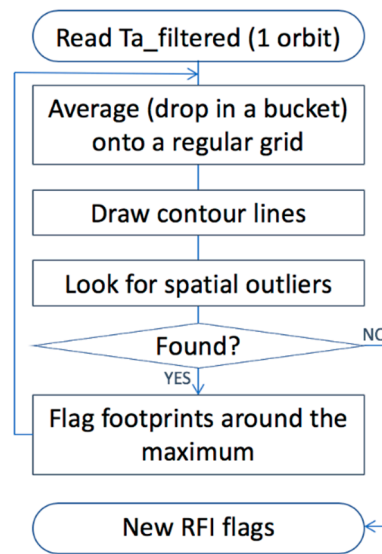 Read Ta_filtered (1 orbit)
Average (drop in a bucket)
onto a regular grid
Draw contour lines
Look for spatial outliers
Found?
NO
YES
Flag footprints around the
maximum
New RFI flags